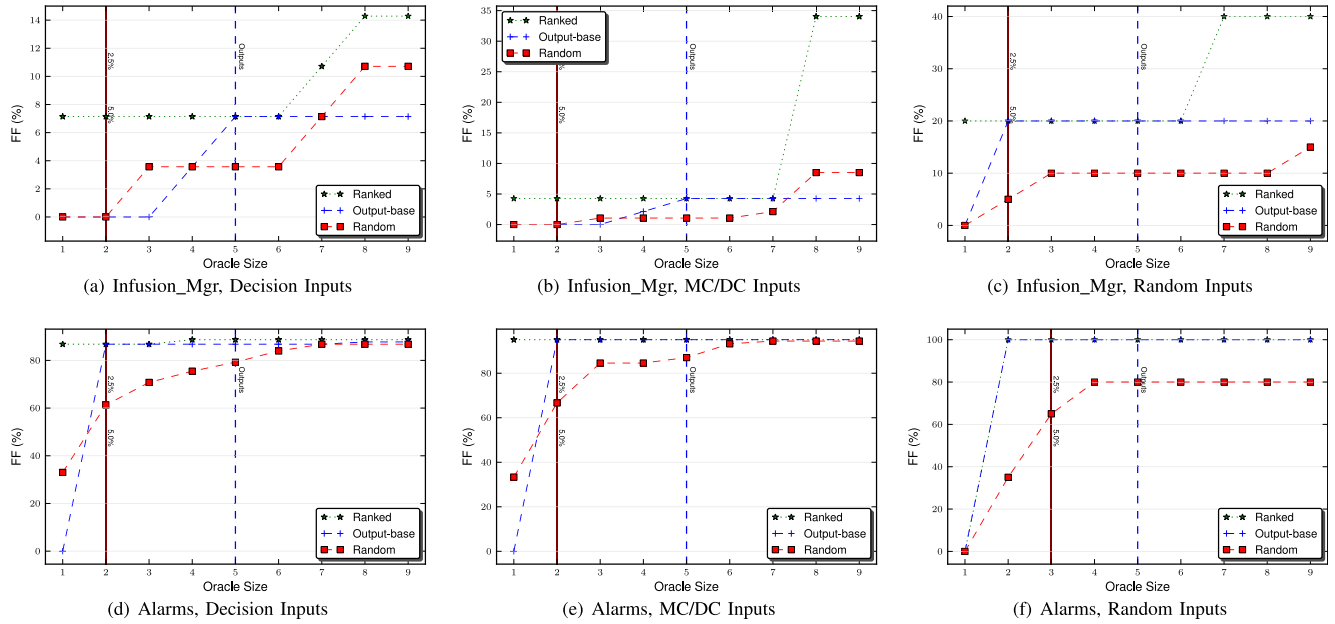 14
12
10
8
6
4
2
0
FF (%)
2.5%
5.0%
Outputs
Ranked
Output-base
Random
1 2 3 4 5 6 7 8 9
Oracle Size
(a) Infusion_Mgr, Decision Inputs
35
30
25
20
15
10
5
0
FF (%)
Ranked
Output-base
Random
5.0%
Outputs
1 2 3 4 5 6 7 8 9
Oracle Size
(b) Infusion_Mgr, MC/DC Inputs
40
30
20
10
0
FF (%)
2.5%
5.0%
Outputs
Ranked
Output-base
Random
1 2 3 4 5 6 7 8 9
Oracle Size
(c) Infusion_Mgr, Random Inputs
80
60
40
20
0
FF (%)
2.5%
5.0%
Outputs
Ranked
Output-base
Random
1 2 3 4 5 6 7 8 9
Oracle Size
(d) Alarms, Decision Inputs
80
60
40
20
0
FF (%)
2.5%
5.0%
Outputs
Ranked
Output-base
Random
1 2 3 4 5 6 7 8 9
Oracle Size
(e) Alarms, MC/DC Inputs
100
80
60
40
20
0
FF (%)
2.5%
5.0%
Outputs
Ranked
Output-base
Random
1 2 3 4 5 6 7 8 9
Oracle Size
(f) Alarms, Random Inputs